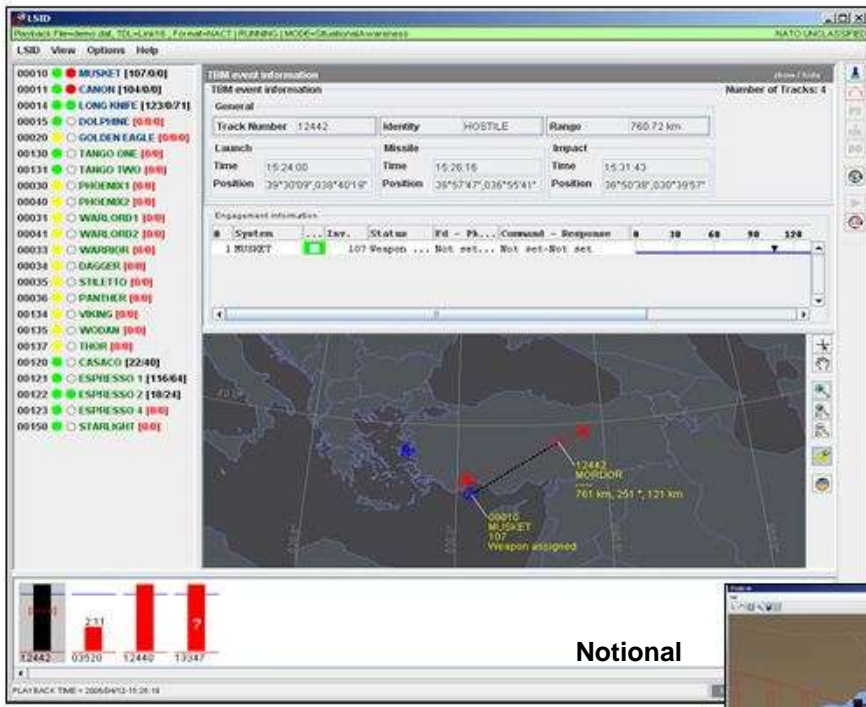 LSID
Playback File=demo.dat, TDL=Link16 , Format=NACT | RUNNING | MODE=SituationalAwareness NATO UNCLASSIFIED
LSID View Options Help
00010 MUSKET [107/0/0]
00011 CANON [104/0/0]
00014 LONG KNIFE [123/0/71]
00015 DOLPHINE [0/0/0]
00020 GOLDEN EAGLE [0/0/0]
00130 TANGO ONE [0/0]
00131 TANGO TWO [0/0]
00030 PHOENIX1 [0/0]
00040 PHOENIX2 [0/0]
00031 WARLORD1 [0/0]
00041 WARLORD2 [0/0]
00033 WARRIOR [0/0]
00034 DAGGER [0/0]
00035 STILETTO [0/0]
00036 PANTHER [0/0]
00134 VIKING [0/0]
00135 WODAN [0/0]
00137 THOR [0/0]
00120 CASACO [22/40]
00121 ESPRESSO 1 [116/64]
00122 ESPRESSO 2 [18/24]
00123 ESPRESSO 4 [0/0]
00150 STARLIGHT [0/0]
TBM event information show / hide
TBM event information Number of Tracks: 4
General
Track Number 12442 Identity HOSTILE Range 760.72 km
Launch Missile Impact
Time 15:24:00 Time 15:26:16 Time 15:31:43
Position 39°30'09",038°40'19" Position 38°57'47",036°55'41" Position 36°50'38",030°39'57"
Engagement information
# System ... Inv. Status Fd - Ph... Command - Response 0 30 60 90 120
1 MUSKET 107 Weapon ... Not set... Not set-Not set
12442
MORDOR
761 km, 251 °, 121 km
00010
MUSKET
107
Weapon assigned
2:11
?
12442 03520 12440 13347
Notional
PLAYBACK TIME = 2006/04/12-15:26:16